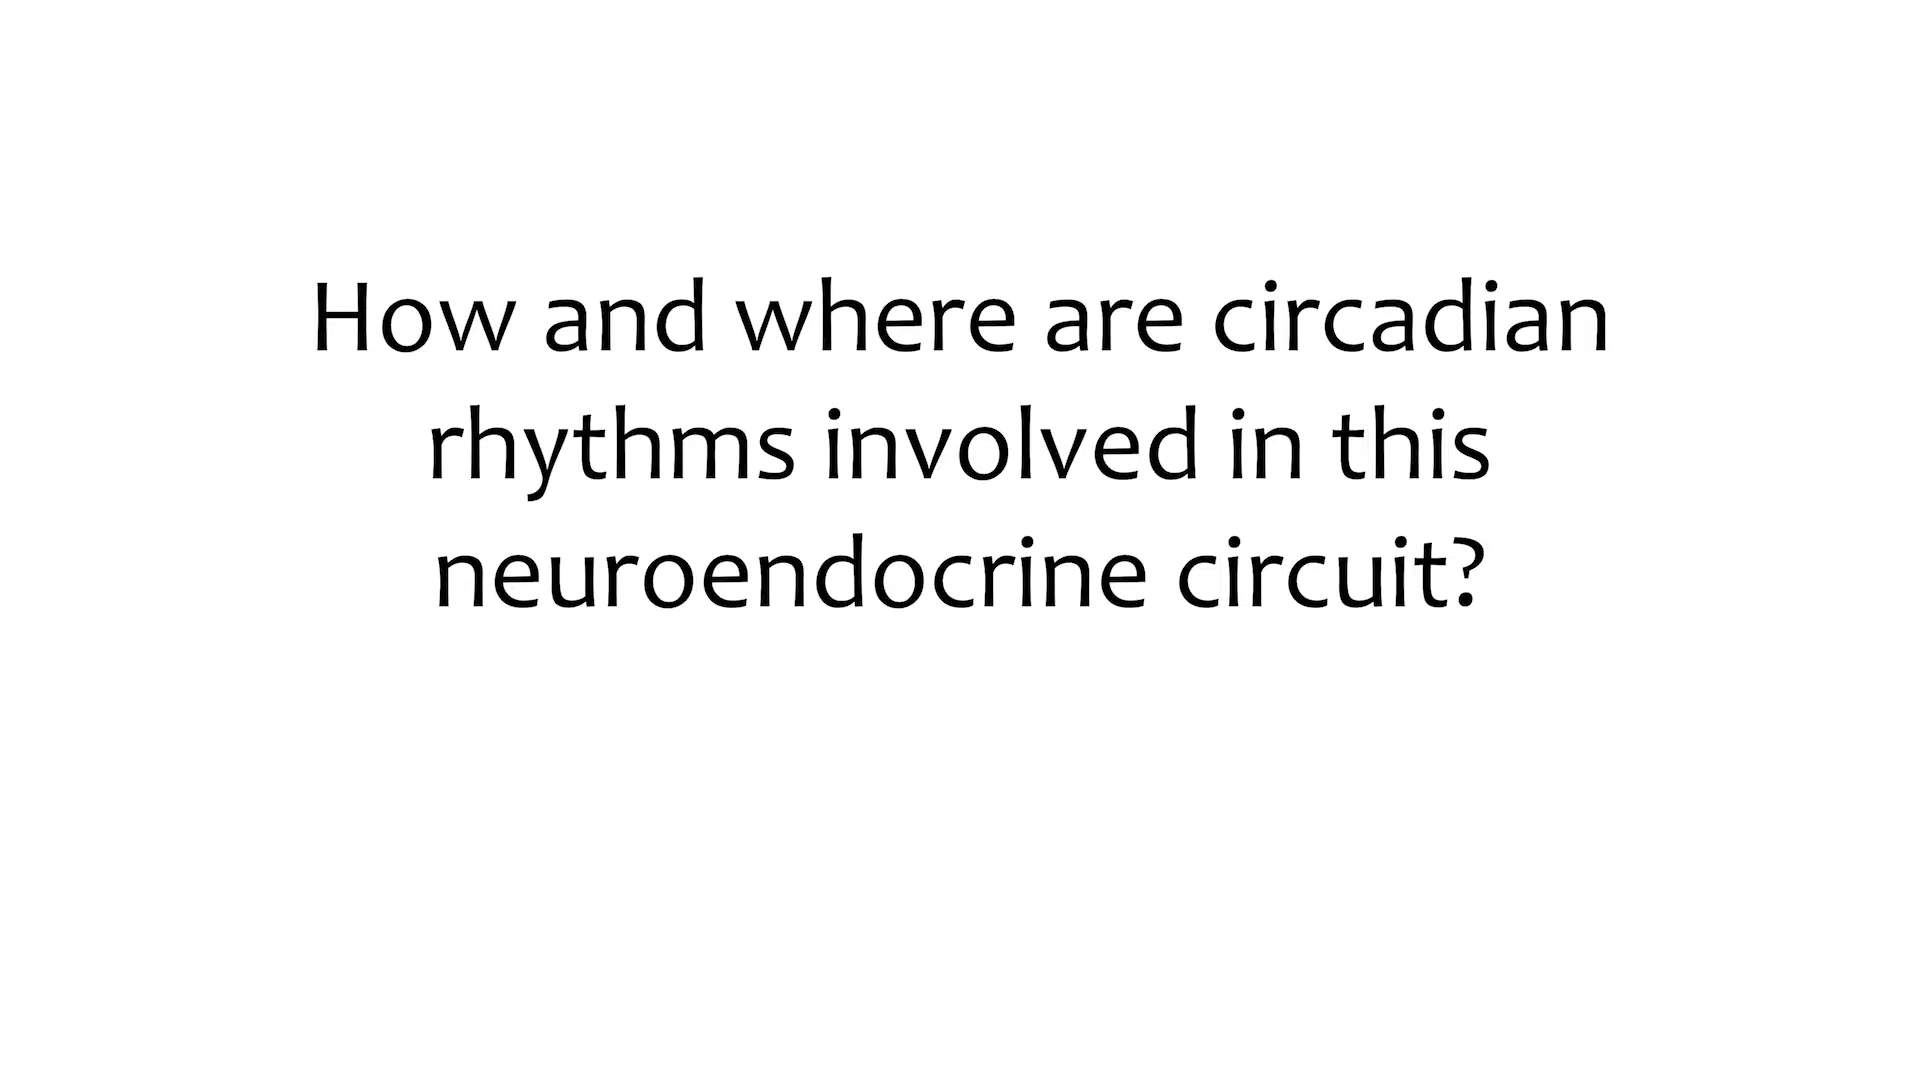 How and where are circadian
rhythms involved in this
neuroendocrine circuit?